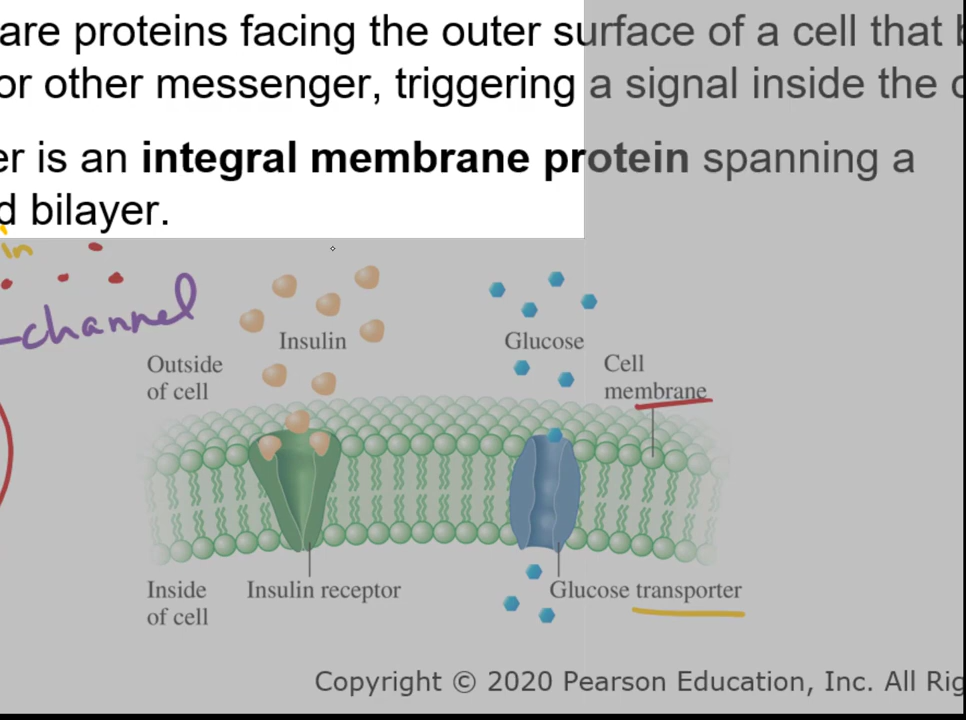 are proteins facing the outer surface of a cell that
or other messenger, triggering a signal inside the
er is an integral membrane protein spanning a
d bilayer.
in
-channel
Insulin
Glucose
Outside
of cell
Cell
membrane
Inside
of cell
Insulin receptor
Glucose transporter
Copyright © 2020 Pearson Education, Inc. All Rig